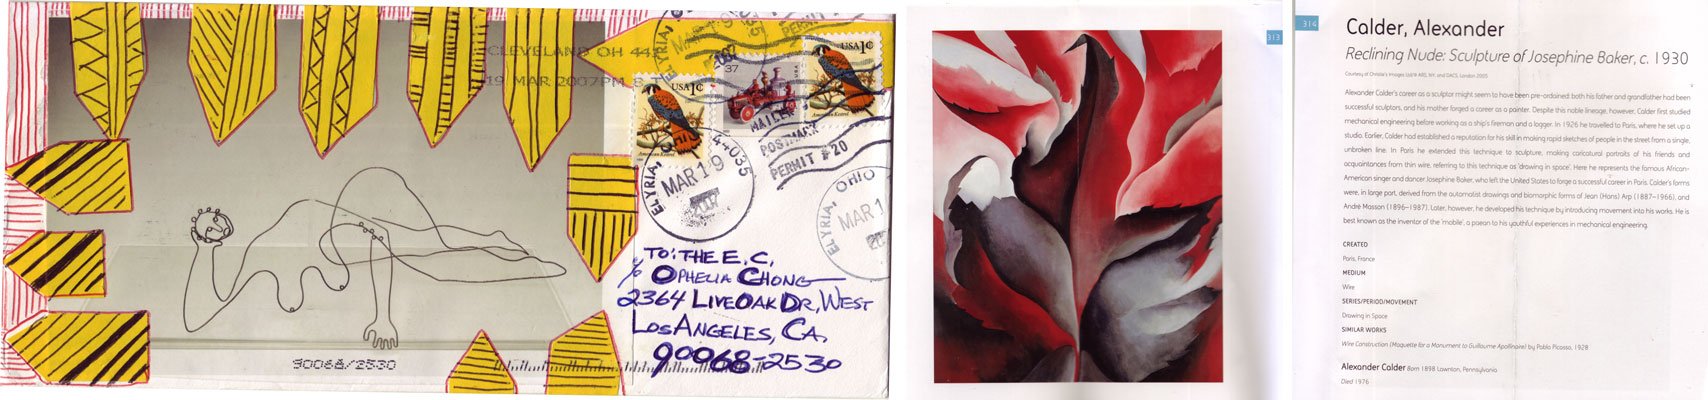 CLEVELAND OH 441
19 MAR 2007PM 8 T
USA1¢
American Kestrel
37
USA
USA1¢
American Kestrel
MAILER'S
POSTMARK
PERMIT #20
ELYRIA, OHIO 44035
MAR 19
2007
ELYRIA,
OHIO
MAR 1
TO: THE E.C.
c/o OPHELIA CHONG
2364 LIVE OAK DR, WEST
LOS ANGELES, CA.
90068-2530
90068/2530
313
314
Calder, Alexander
Reclining Nude: Sculpture of Josephine Baker, c. 1930
Courtesy of Christie's Images Ltd/© ARS, NY, and DACS, London 2005
Alexander Calder's career as a sculptor might seem to have been pre-ordained: both his father and grandfather had been
successful sculptors, and his mother forged a career as a painter. Despite this noble lineage, however, Calder first studied
mechanical engineering before working as a ship's fireman and a logger. In 1926 he travelled to Paris, where he set up a
studio. Earlier, Calder had established a reputation for his skill in making rapid sketches of people in the street from a single,
unbroken line. In Paris he extended this technique to sculpture, making caricatural portraits of his friends and
acquaintances from thin wire, referring to this technique as 'drawing in space'. Here he represents the famous African-
American singer and dancer Josephine Baker, who left the United States to forge a successful career in Paris. Calder's forms
were, in large part, derived from the automatist drawings and biomorphic forms of Jean (Hans) Arp (1887–1966), and
André Masson (1896–1987). Later, however, he developed his technique by introducing movement into his works. He is
best known as the inventor of the 'mobile', a paean to his youthful experiences in mechanical engineering.
CREATED
Paris, France
MEDIUM
Wire
SERIES/PERIOD/MOVEMENT
Drawing in Space
SIMILAR WORKS
Wire Construction (Maquette for a Monument to Guillaume Apollinaire) by Pablo Picasso, 1928
Alexander Calder Born 1898 Lawnton, Pennsylvania
Died 1976